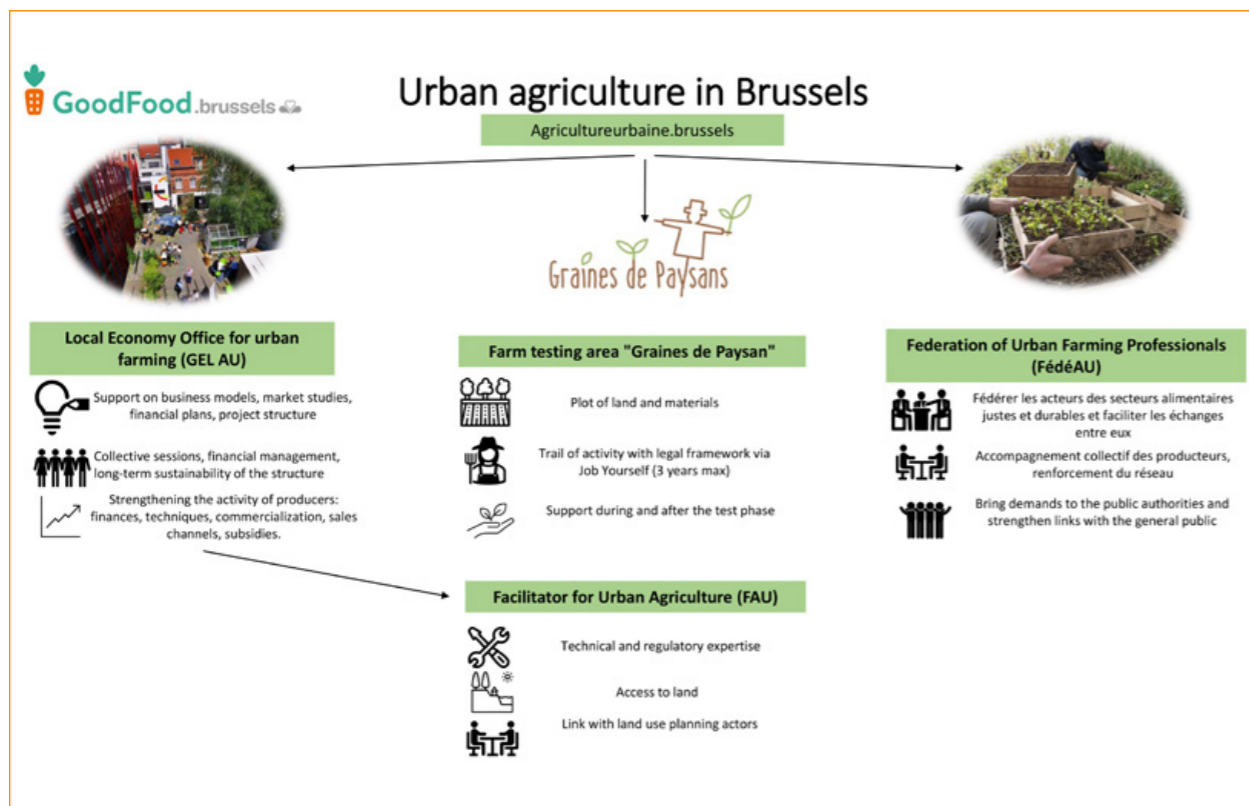 GoodFood.brussels
Urban agriculture in Brussels
Agricultureurbaine.brussels
Graines de Paysans
Local Economy Office for urban
farming (GEL AU)
Support on business models, market studies,
financial plans, project structure
Collective sessions, financial management,
long-term sustainability of the structure
Strengthening the activity of producers:
finances, techniques, commercialization, sales
channels, subsidies.
Farm testing area "Graines de Paysan"
Plot of land and materials
Trail of activity with legal framework via
Job Yourself (3 years max)
Support during and after the test phase
Federation of Urban Farming Professionals
(FédéAU)
Fédérer les acteurs des secteurs alimentaires
justes et durables et faciliter les échanges
entre eux
Accompagnement collectif des producteurs,
renforcement du réseau
Bring demands to the public authorities and
strengthen links with the general public
Facilitator for Urban Agriculture (FAU)
Technical and regulatory expertise
Access to land
Link with land use planning actors